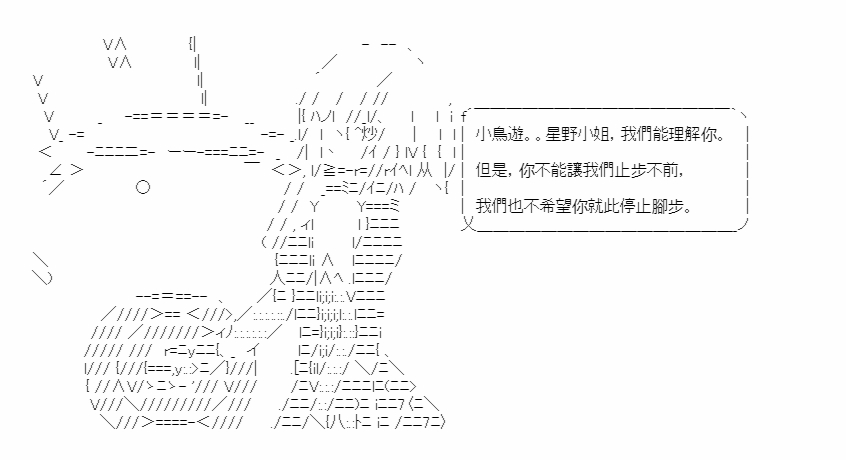 小鳥遊。。星野小姐，我們能理解你。
但是，你不能讓我們止步不前，
我們也不希望你就此停止腳步。